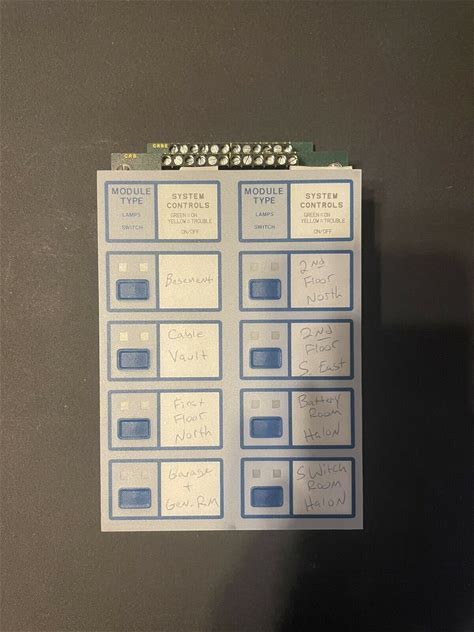 CRBE
CRB.
MODULE
TYPE
LAMPS
SWITCH
SYSTEM
CONTROLS
GREEN=ON
YELLOW=TROUBLE
ON/OFF
Basement
Cable
Vault
First
Floor
North
Garage
+
Gen. RM
MODULE
TYPE
LAMPS
SWITCH
SYSTEM
CONTROLS
GREEN=ON
YELLOW=TROUBLE
ON/OFF
2nd
Floor
North
2nd
Floor
S. East
Battery
Room
Halon
Switch
Room
Halon